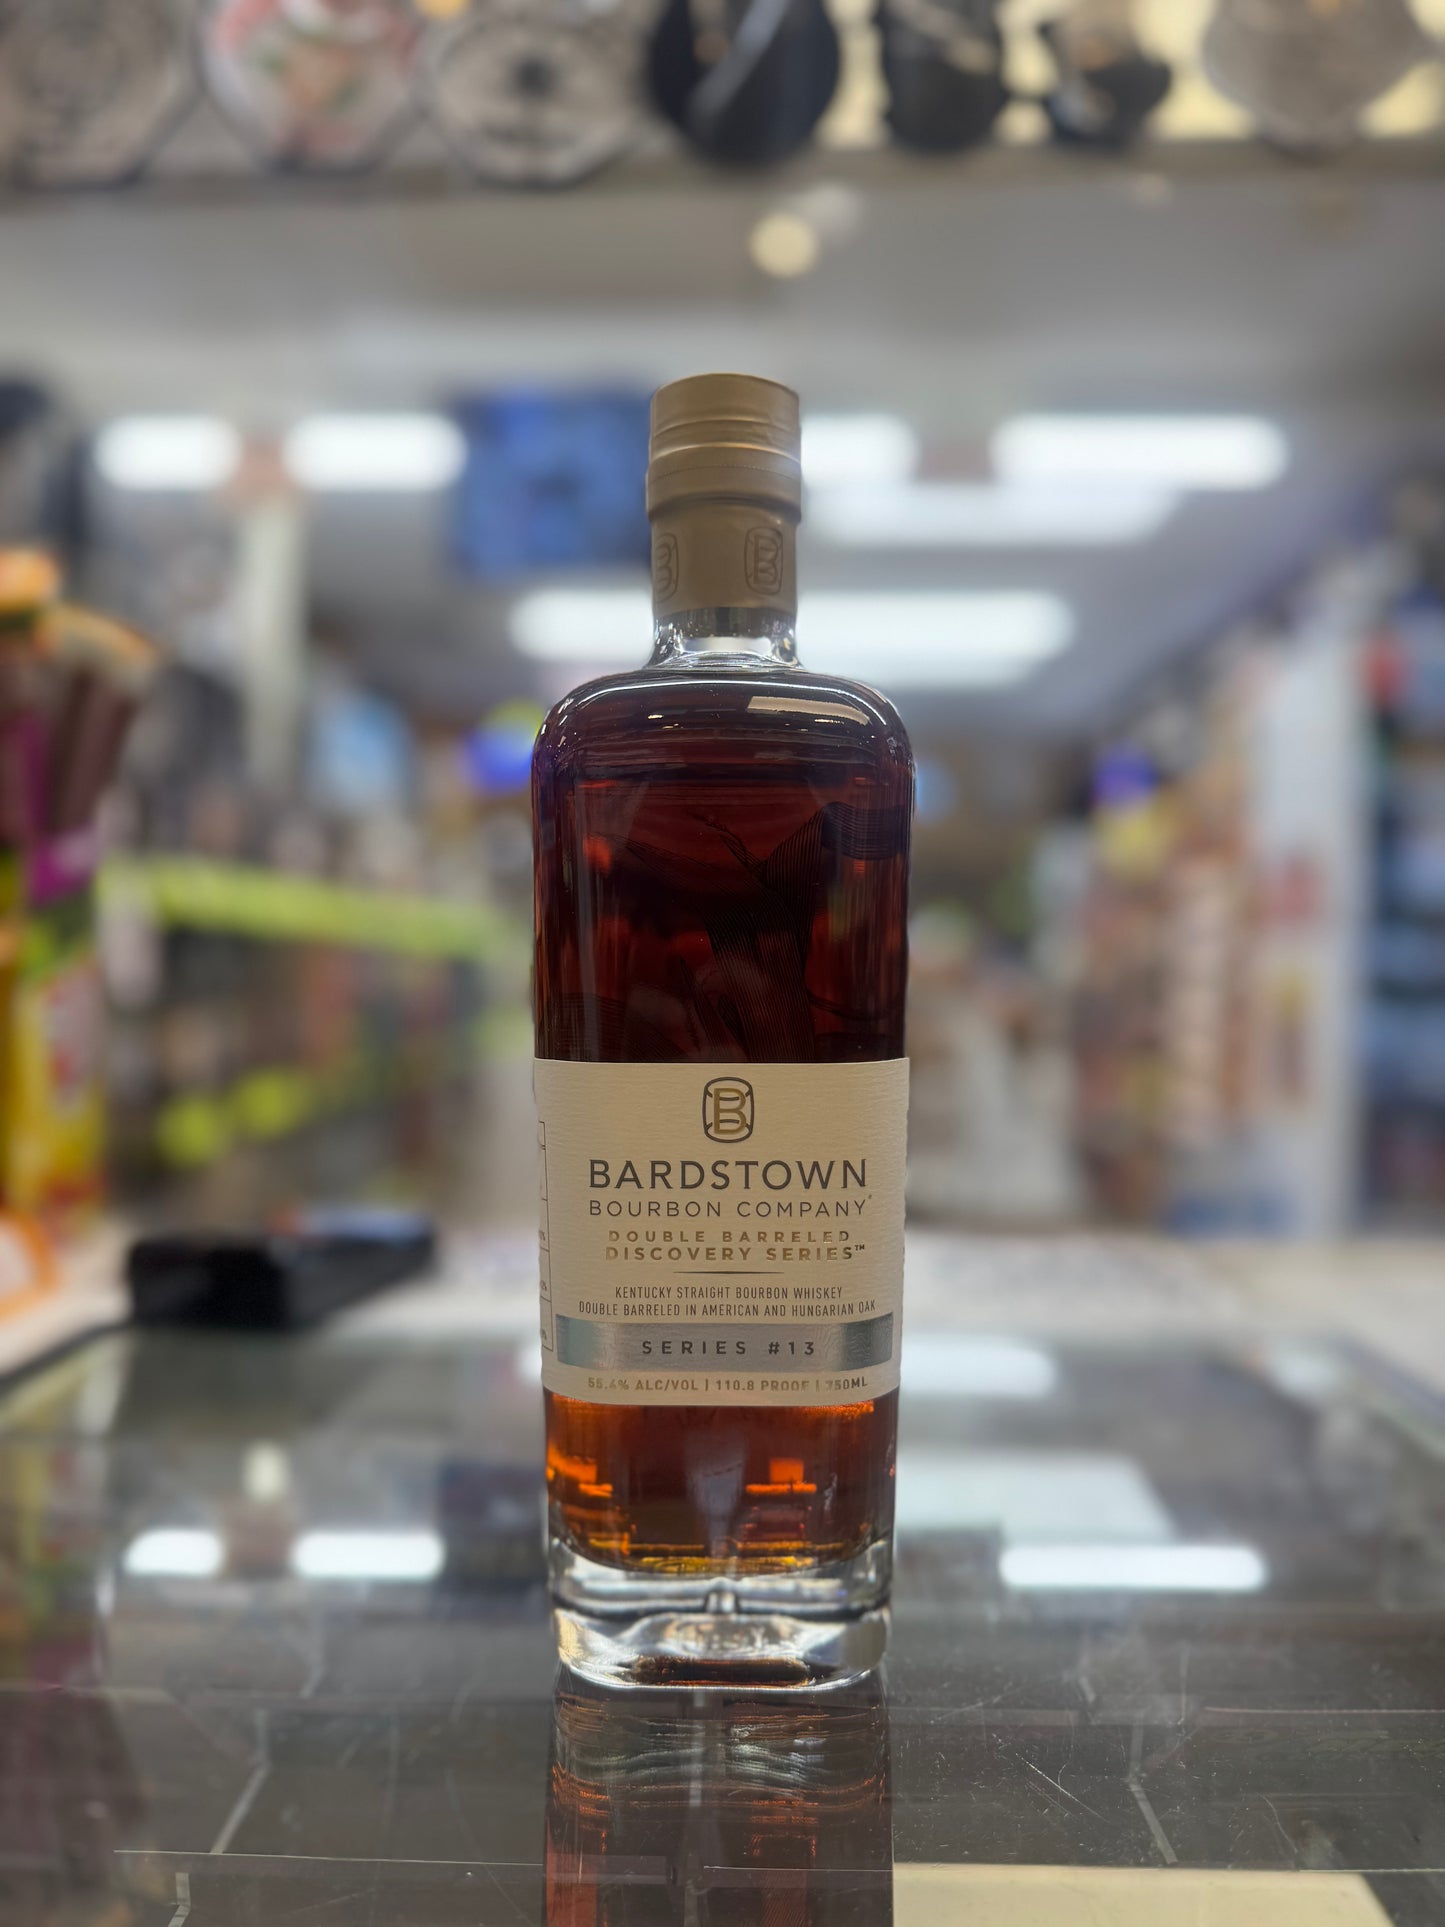 B
B
B
BARDSTOWN
BOURBON COMPANY®
DOUBLE BARRELED
DISCOVERY SERIES™
KENTUCKY STRAIGHT BOURBON WHISKEY
DOUBLE BARRELED IN AMERICAN AND HUNGARIAN OAK
SERIES #13
55.4% ALC/VOL | 110.8 PROOF | 750ML